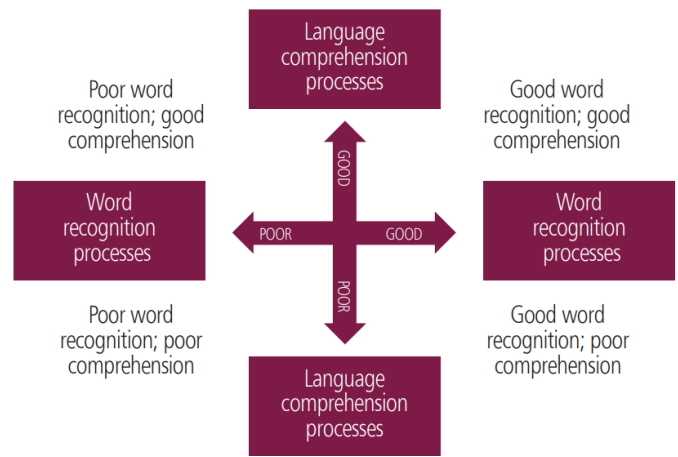 Language
comprehension
processes
Poor word
recognition; good
comprehension
Good word
recognition; good
comprehension
GOOD
Word
recognition
processes
POOR
GOOD
Word
recognition
processes
POOR
Poor word
recognition; poor
comprehension
Good word
recognition; poor
comprehension
Language
comprehension
processes